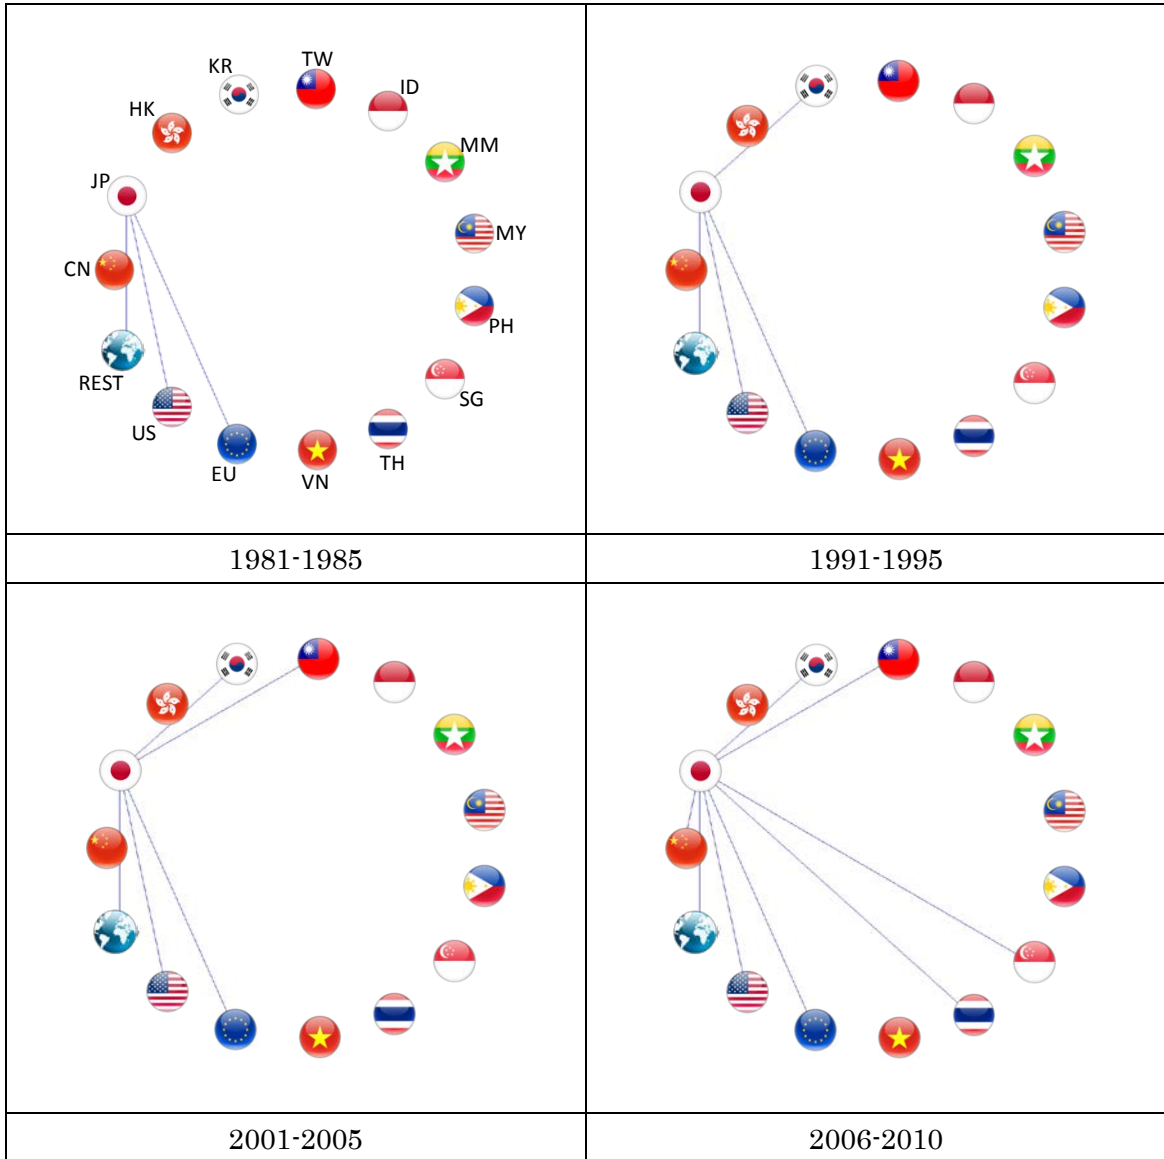 TW
KR
ID
HK
MM
JP
MY
CN
PH
REST
SG
US
TH
EU
VN
1981-1985
1991-1995
2001-2005
2006-2010